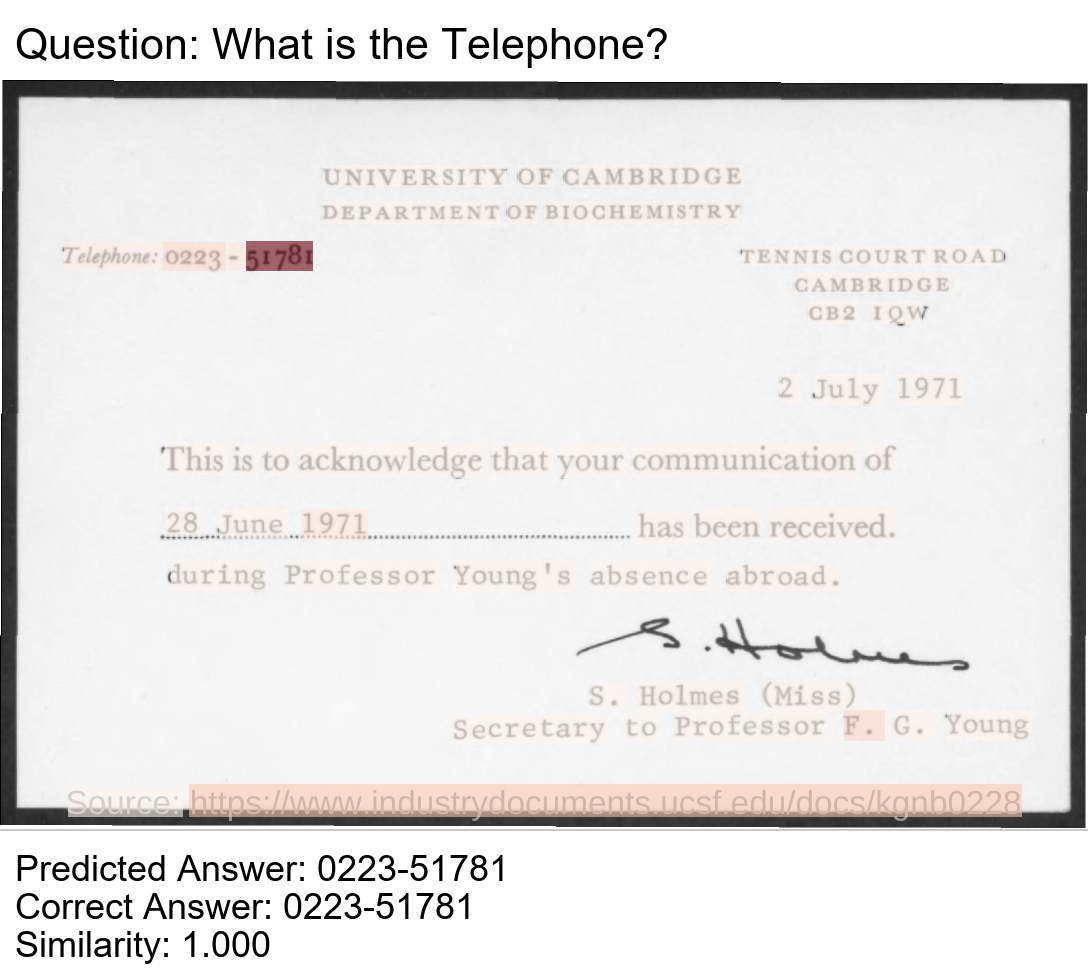 Question: What is the Telephone?
UNIVERSITY OF CAMBRIDGE
DEPARTMENT OF BIOCHEMISTRY
Telephone: 0223 - 51781
TENNIS COURT ROAD
CAMBRIDGE
CB2 1QW
2 July 1971
This is to acknowledge that your communication of
28 June 1971 has been received.
during Professor Young's absence abroad.
S. Holmes
S. Holmes (Miss)
Secretary to Professor F. G. Young
Source: https://www.industrydocuments.ucsf.edu/docs/kgnb0228
Predicted Answer: 0223-51781
Correct Answer: 0223-51781
Similarity: 1.000